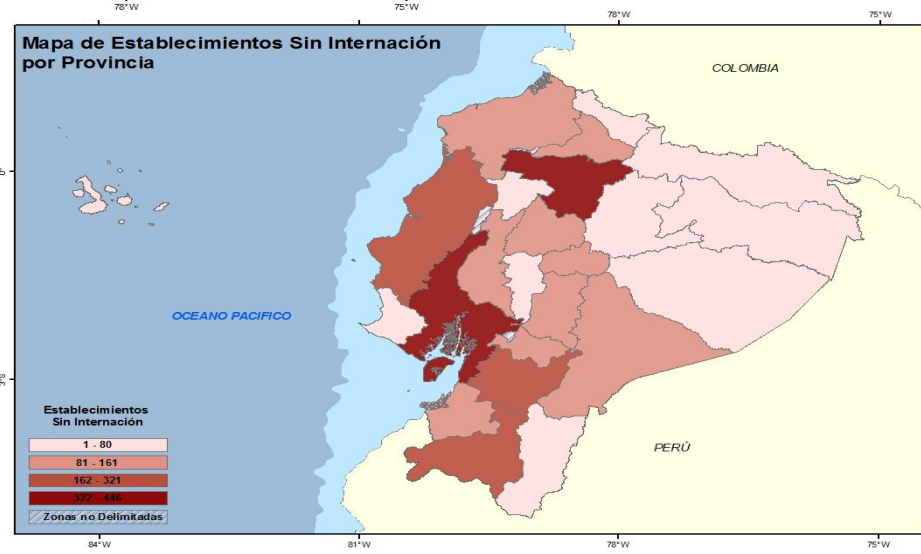 78°W 75°W 78°W 75°W
Mapa de Establecimientos Sin Internación
por Provincia
COLOMBIA
OCEANO PACIFICO
PERÚ
Establecimientos
Sin Internación
1 - 80
81 - 161
162 - 321
322 - 446
Zonas no Delimitadas
84°W 81°W 78°W 75°W